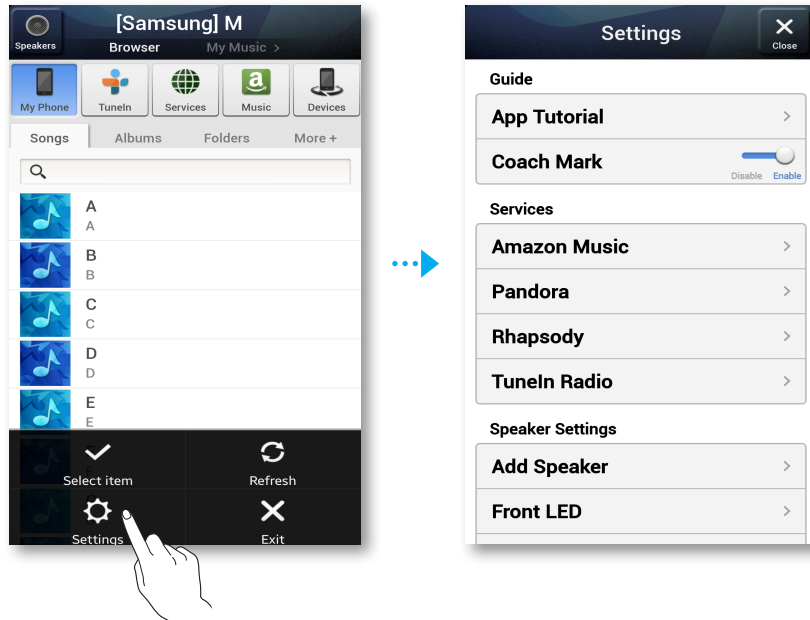 [Samsung] M
Speakers
Browser My Music >
My Phone TuneIn Services Music Devices
Songs Albums Folders More +
A
A
B
B
C
C
D
D
E
E
Select item Refresh
Settings Exit
Settings
Close
Guide
App Tutorial
Coach Mark
Disable Enable
Services
Amazon Music
Pandora
Rhapsody
TuneIn Radio
Speaker Settings
Add Speaker
Front LED